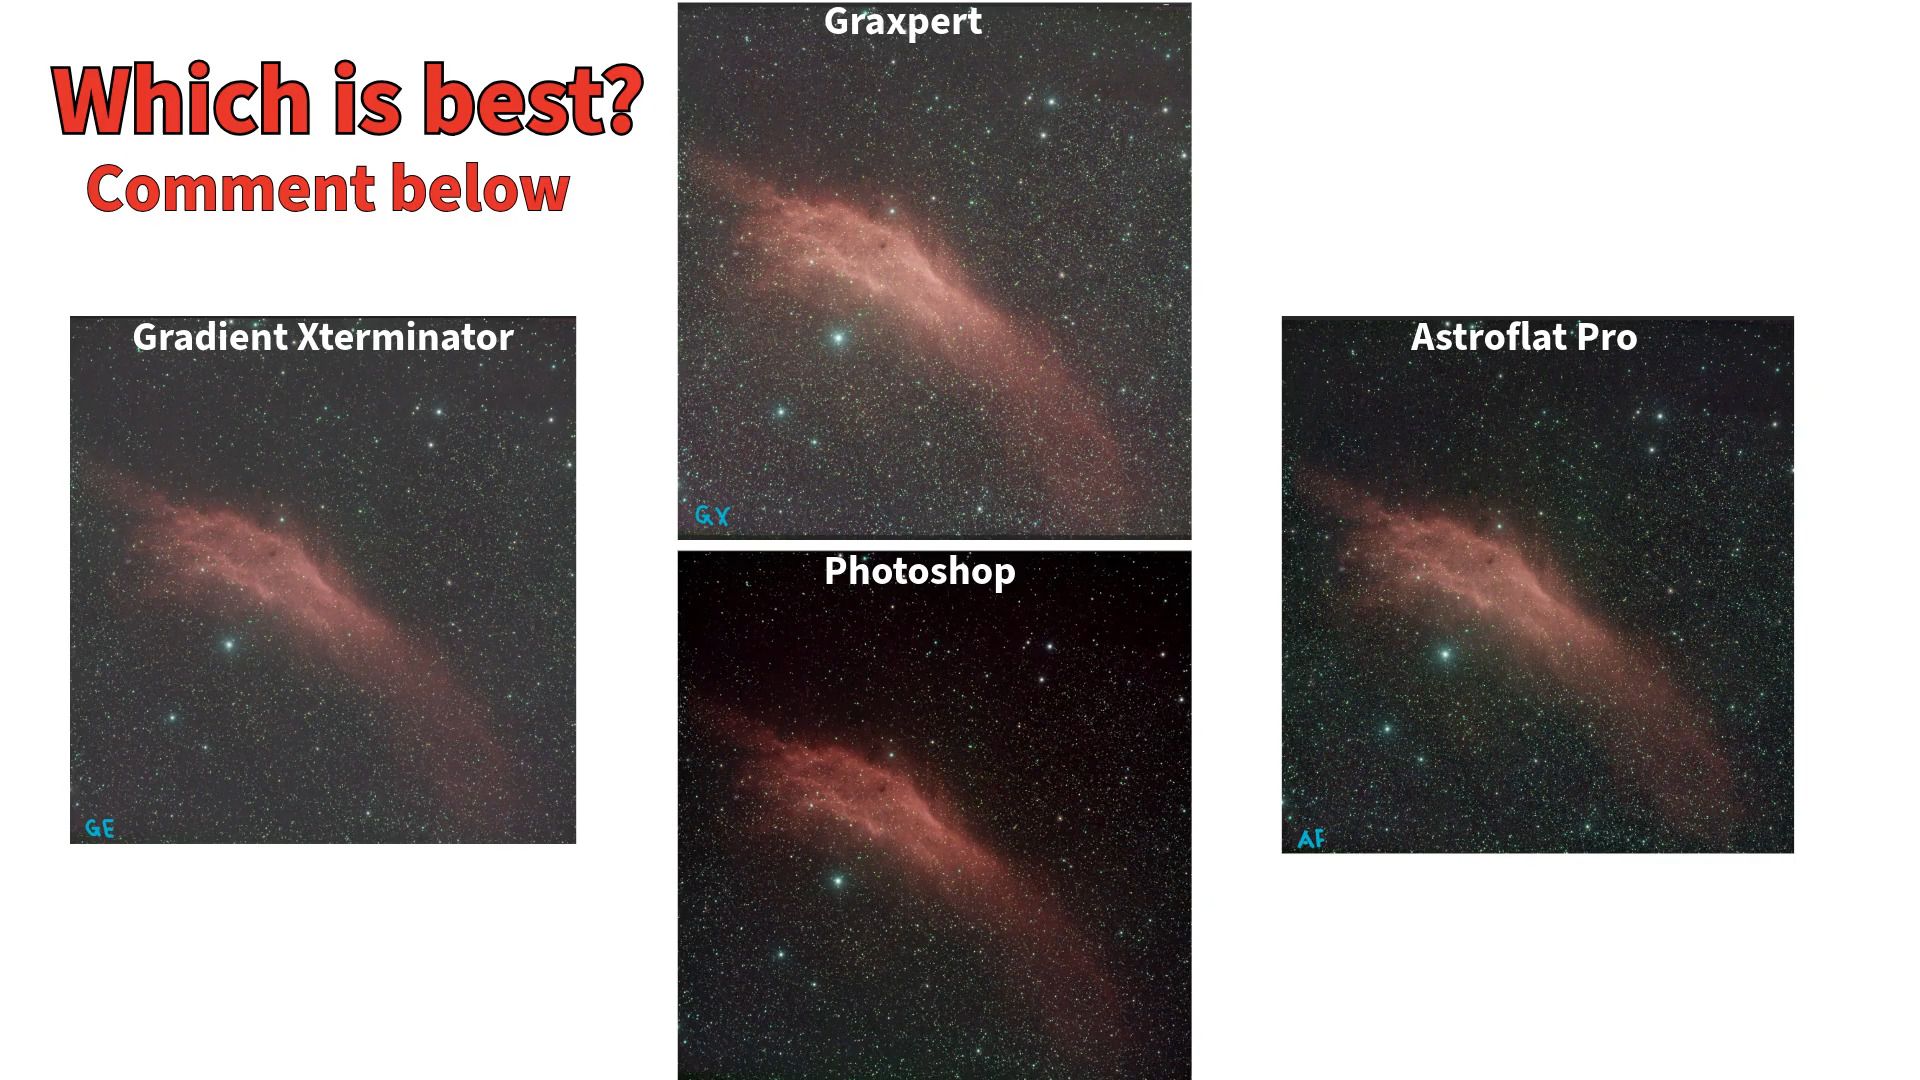 Which is best?
Comment below
Graxpert
GX
Gradient Xterminator
GE
Photoshop
Astroflat Pro
AF